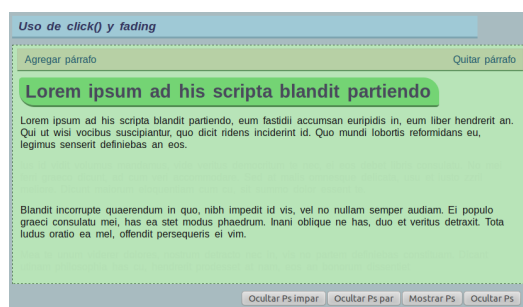 Uso de click() y fading
Agregar párrafo
Quitar párrafo
Lorem ipsum ad his scripta blandit partiendo
Lorem ipsum ad his scripta blandit partiendo, eum fastidii accumsan euripidis in, eum liber hendrerit an.
Qui ut wisi vocibus suscipiantur, quo dicit ridens inciderint id. Quo mundi lobortis reformidans eu,
legimus senserit definiebas an eos.
Blandit incorrupte quaerendum in quo, nibh impedit id vis, vel no nullam semper audiam. Ei populo
graeci consulatu mei, has ea stet modus phaedrum. Inani oblique ne has, duo et veritus detraxit. Tota
ludus oratio ea mel, offendit persequeris ei vim.
Ocultar Ps impar
Ocultar Ps par
Mostrar Ps
Ocultar Ps